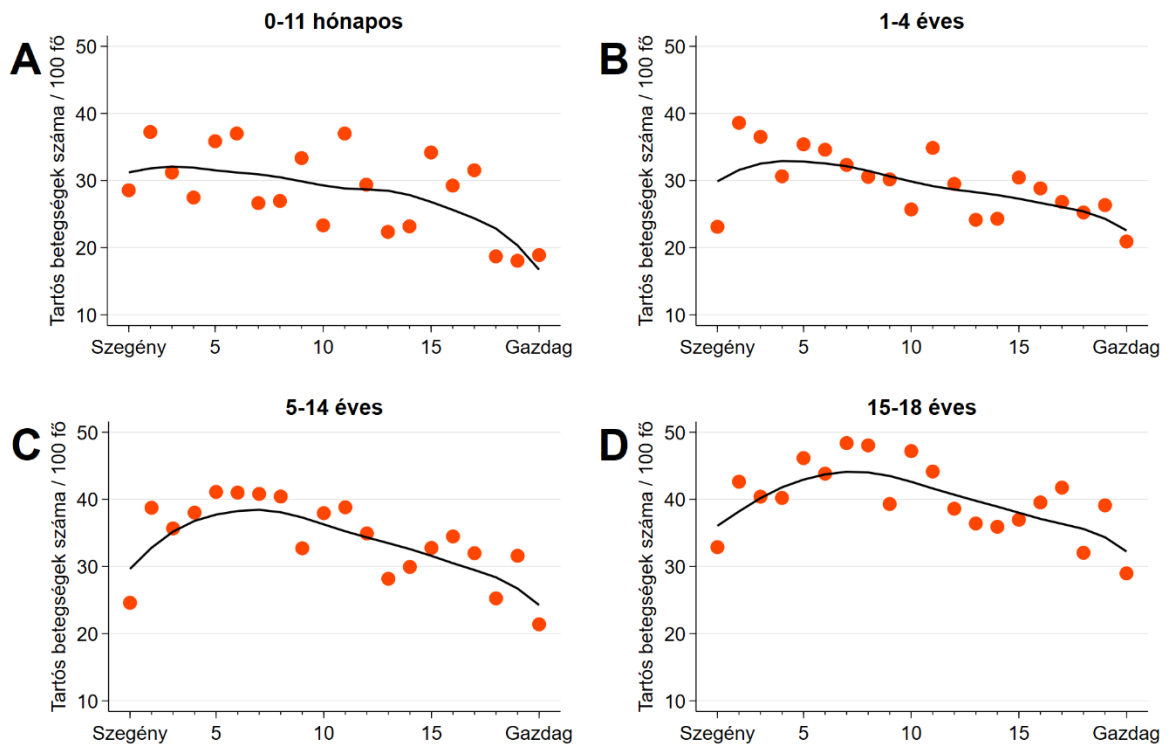 A
0-11 hónapos
Tartós betegségek száma / 100 fő
50
40
30
20
10
Szegény 5 10 15 Gazdag
B
1-4 éves
Tartós betegségek száma / 100 fő
50
40
30
20
10
Szegény 5 10 15 Gazdag
C
5-14 éves
Tartós betegségek száma / 100 fő
50
40
30
20
10
Szegény 5 10 15 Gazdag
D
15-18 éves
Tartós betegségek száma / 100 fő
50
40
30
20
10
Szegény 5 10 15 Gazdag